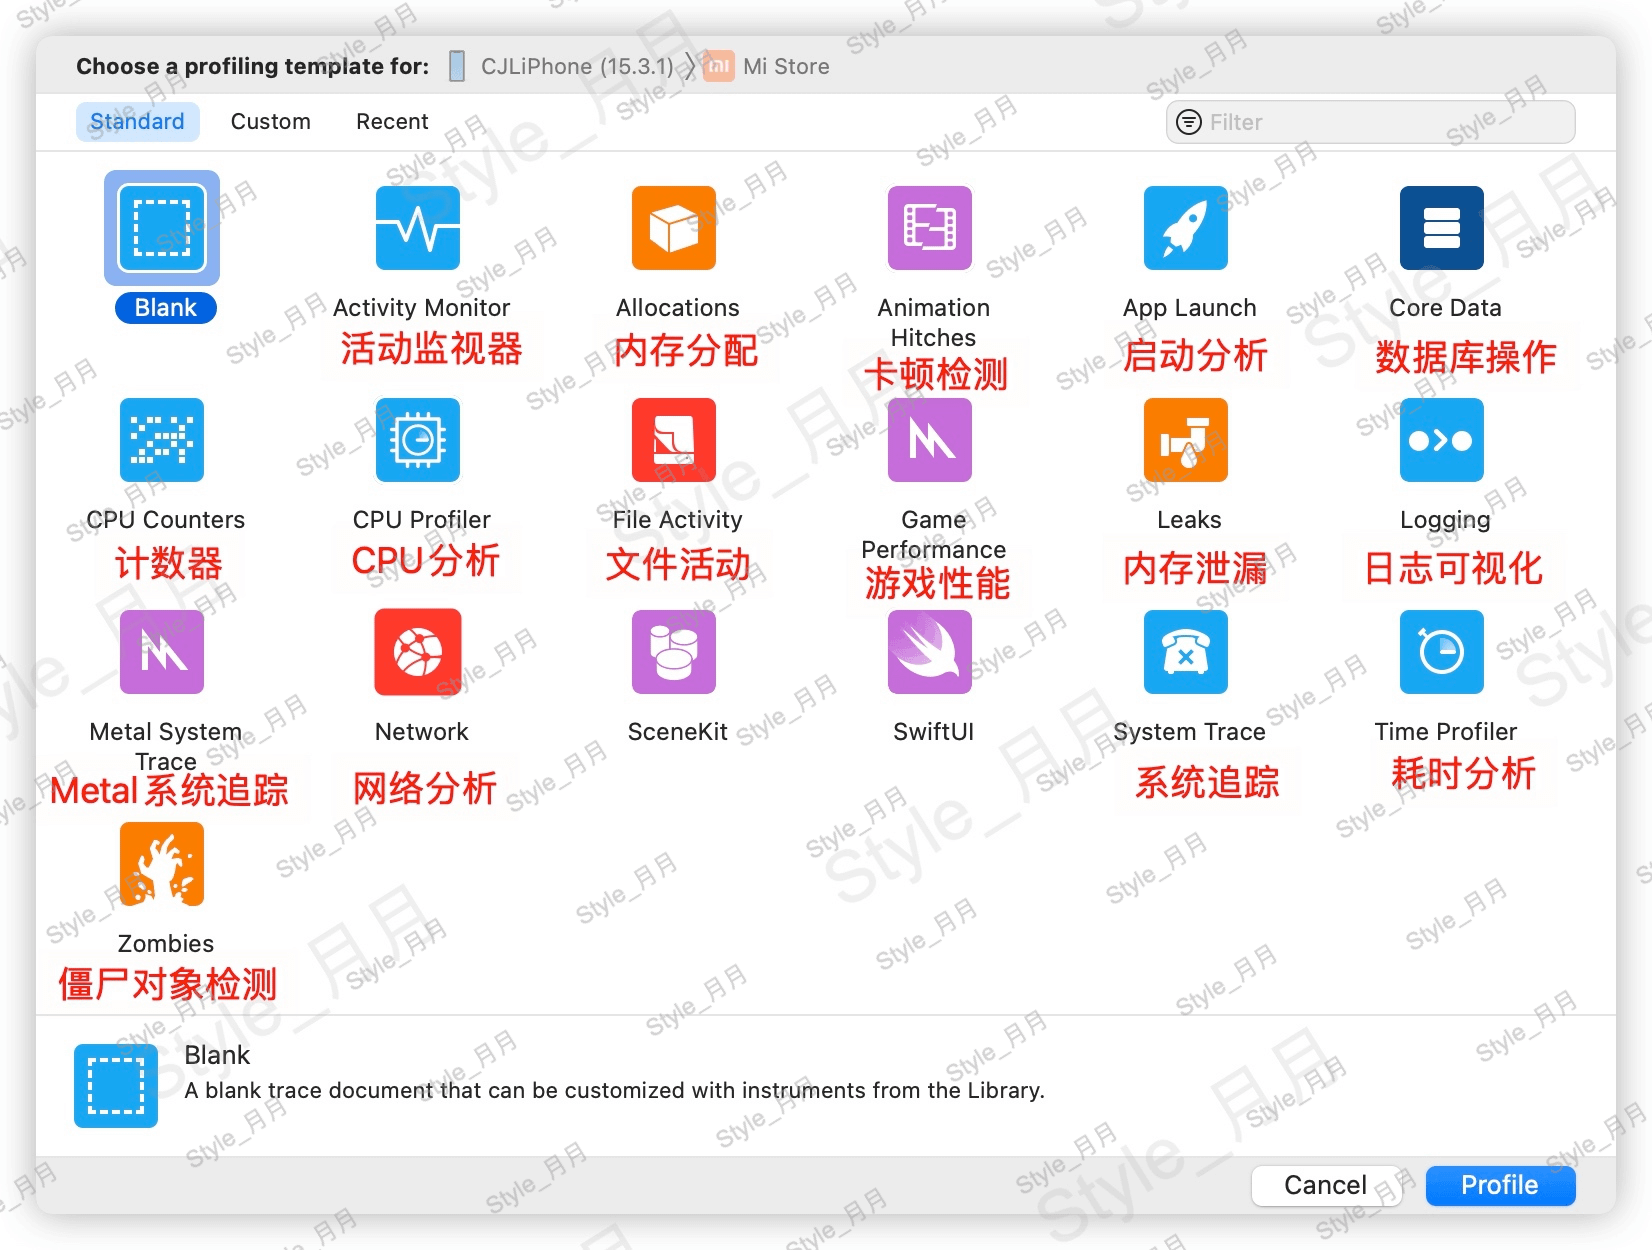 Choose a profiling template for: CJLiPhone (15.3.1) 〉 Mi Store
Standard Custom Recent Filter
Blank Activity Monitor Allocations Animation Hitches App Launch Core Data
活动监视器 内存分配 卡顿检测 启动分析 数据库操作
CPU Counters CPU Profiler File Activity Game Performance Leaks Logging
计数器 CPU分析 文件活动 游戏性能 内存泄漏 日志可视化
Metal System Trace Network SceneKit SwiftUI System Trace Time Profiler
Metal系统追踪 网络分析 系统追踪 耗时分析
Zombies
僵尸对象检测
Blank
A blank trace document that can be customized with instruments from the Library.
Cancel Profile
Style_月月